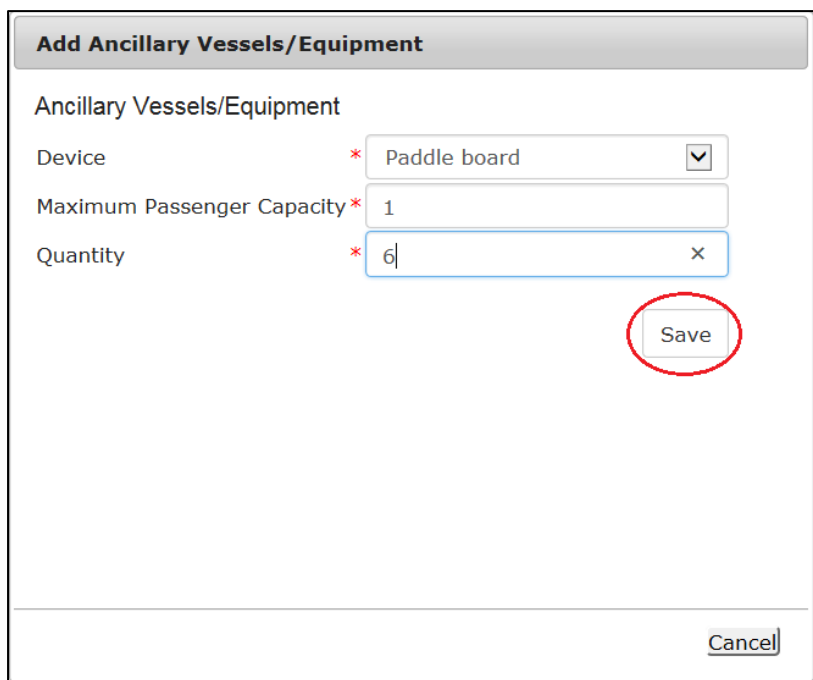 Add Ancillary Vessels/Equipment
Ancillary Vessels/Equipment
Device * Paddle board
Maximum Passenger Capacity * 1
Quantity * 6 ×
Save
Cancel